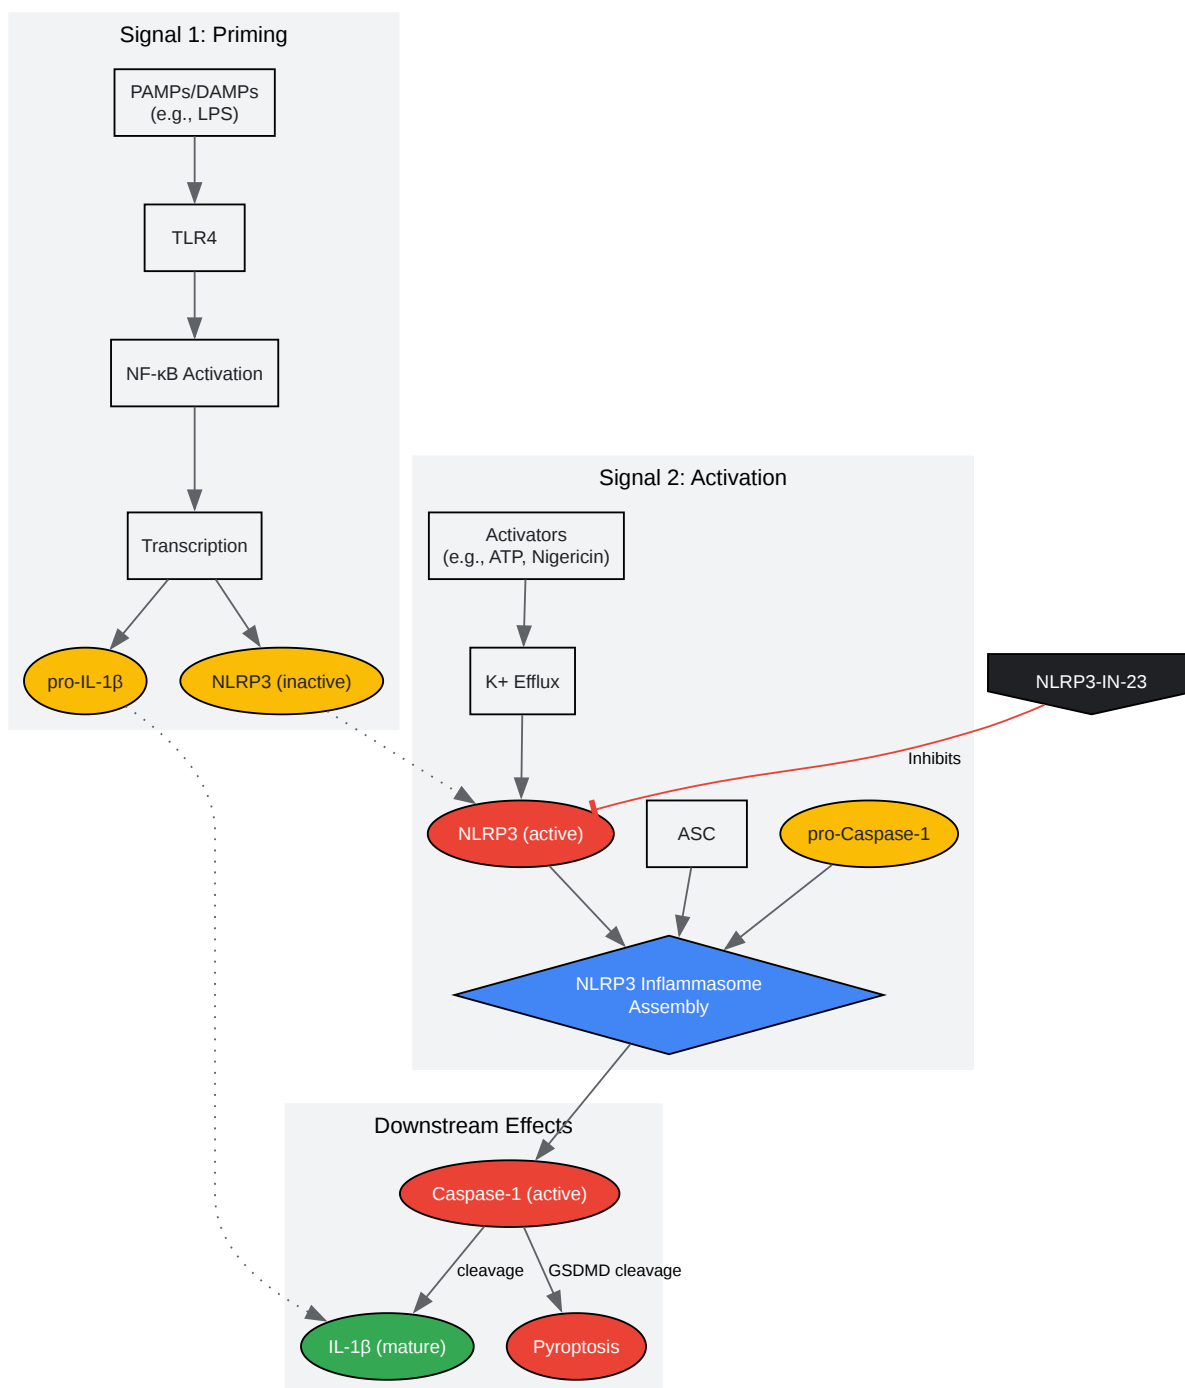 Signal 1: Priming
PAMPs/DAMPs
(e.g., LPS)
TLR4
NF-κB Activation
Transcription
pro-IL-1β
NLRP3 (inactive)
Signal 2: Activation
Activators
(e.g., ATP, Nigericin)
K+ Efflux
NLRP3-IN-23
Inhibits
NLRP3 (active)
ASC
pro-Caspase-1
NLRP3 Inflammasome
Assembly
Downstream Effects
Caspase-1 (active)
cleavage
GSDMD cleavage
IL-1β (mature)
Pyroptosis